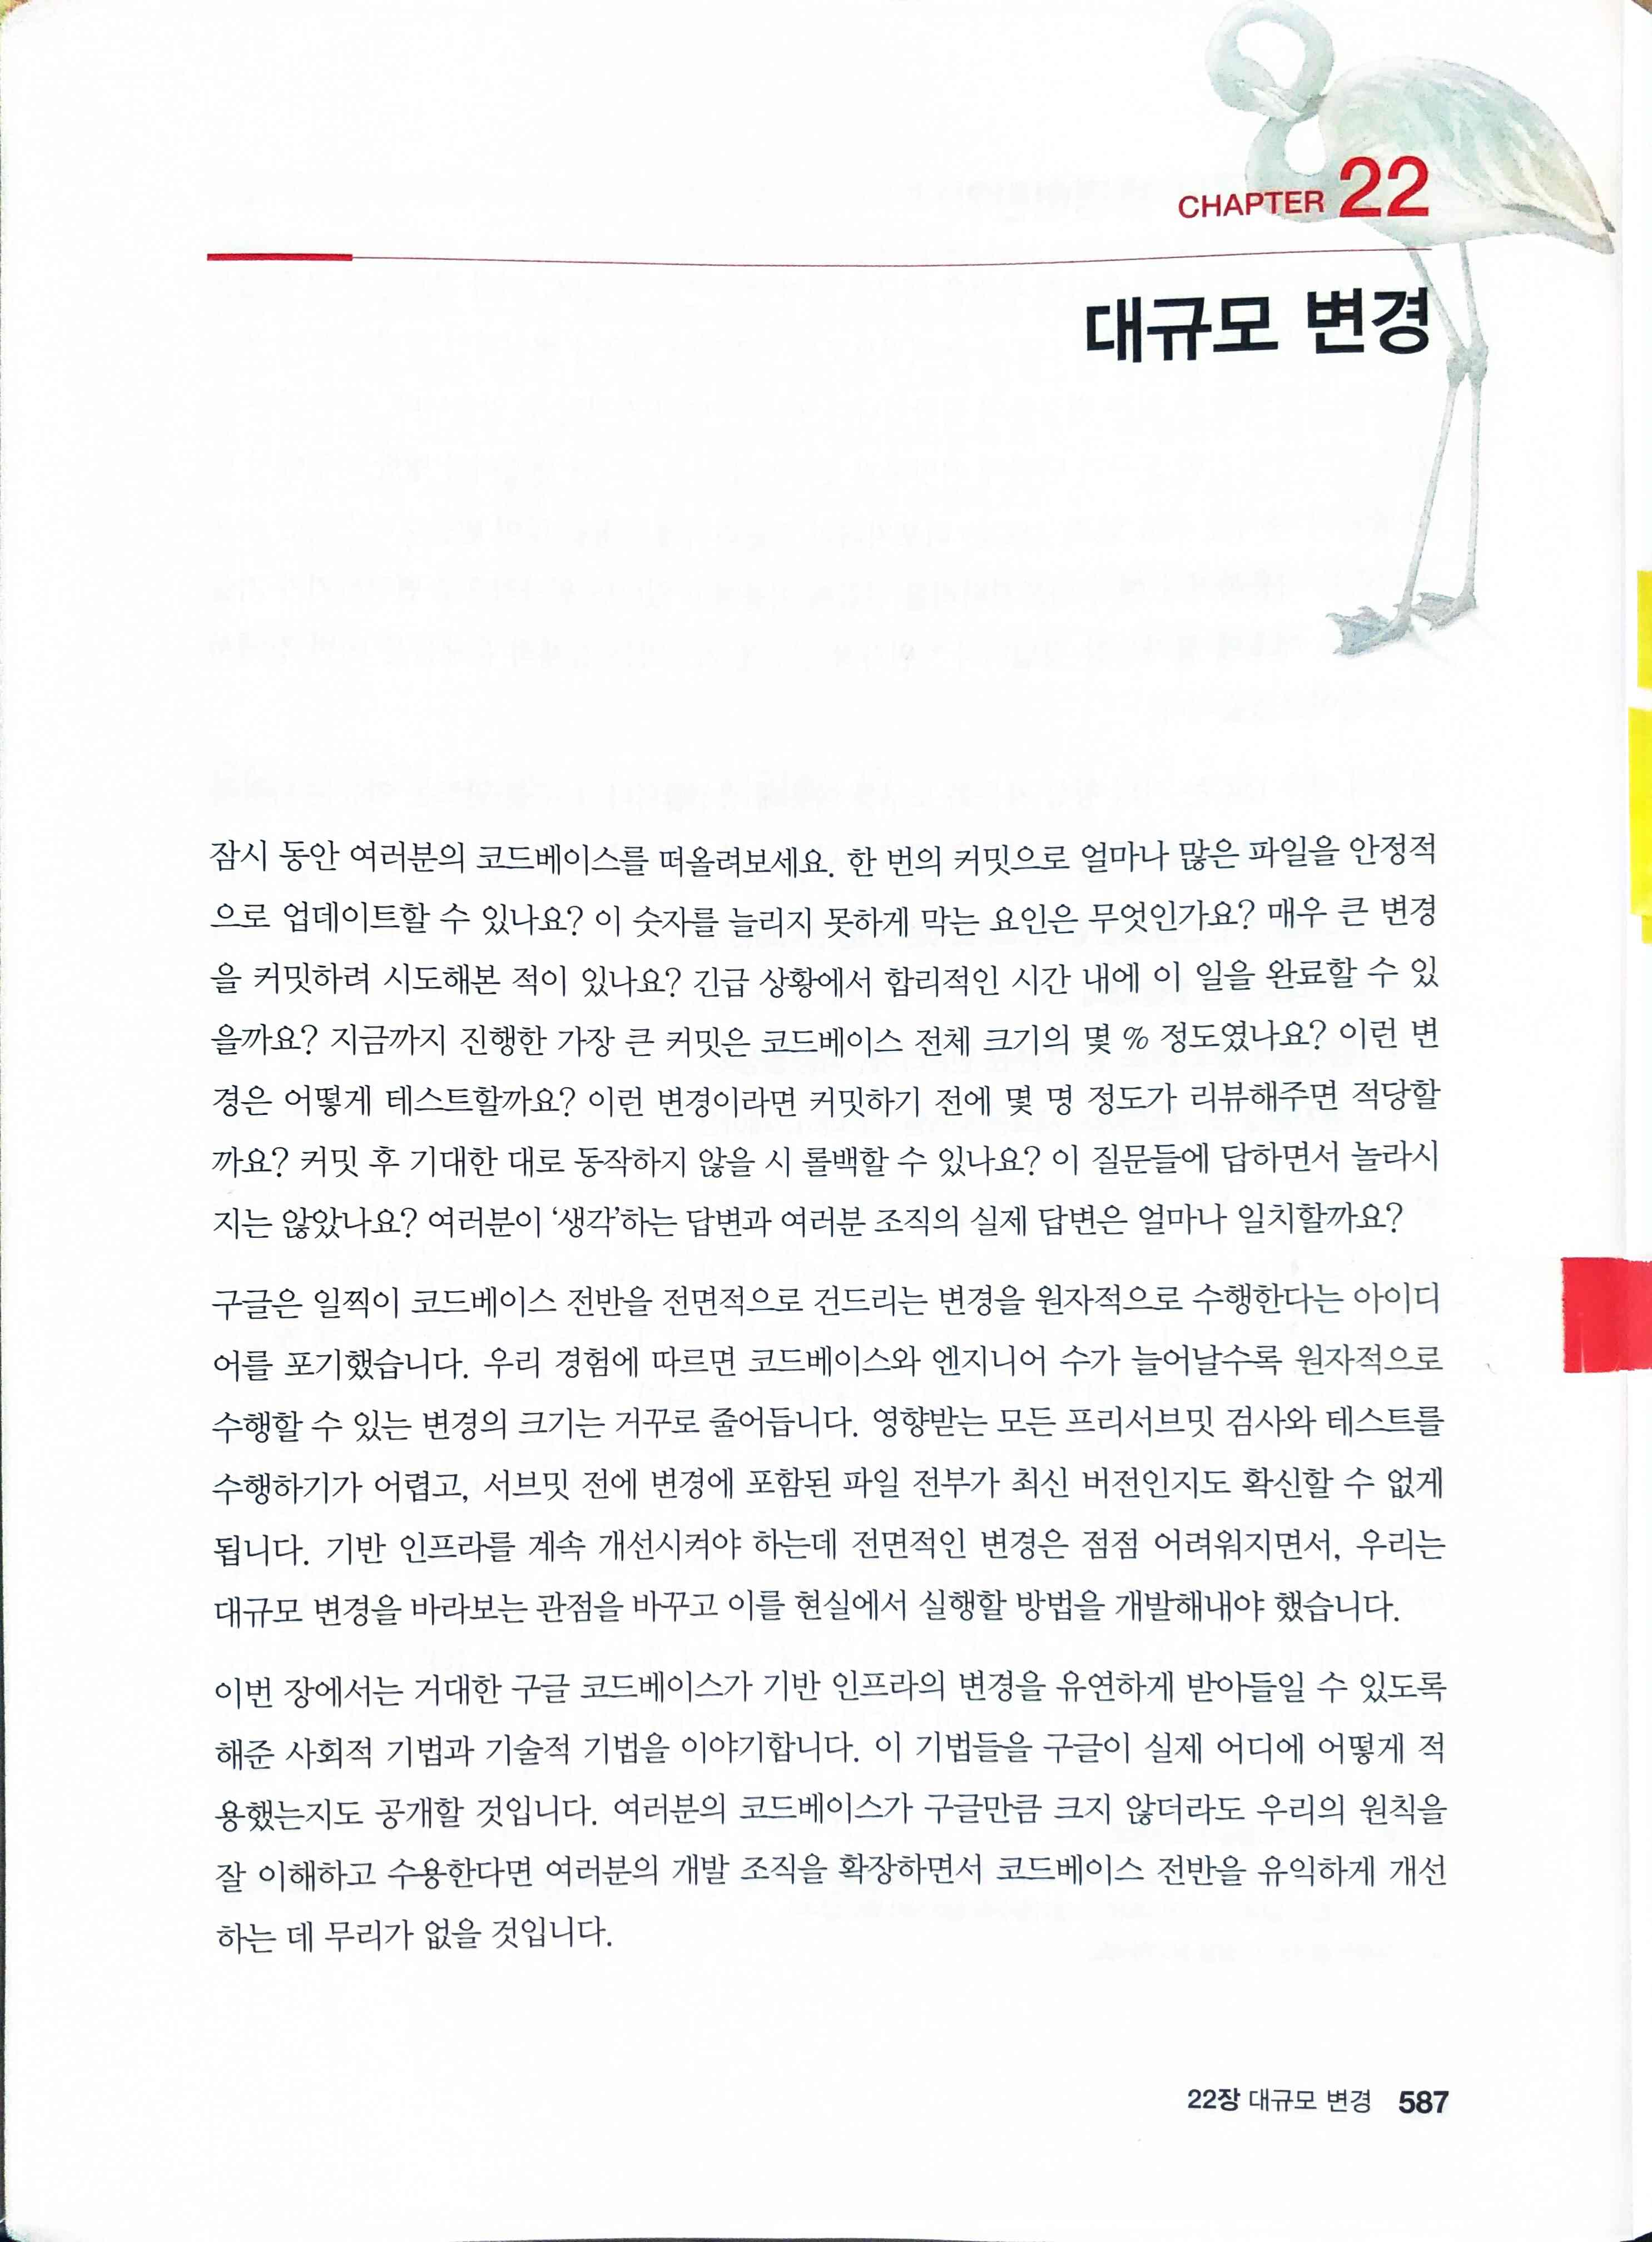 CHAPTER 22
대규모 변경
잠시 동안 여러분의 코드베이스를 떠올려보세요. 한 번의 커밋으로 얼마나 많은 파일을 안정적
으로 업데이트할 수 있나요? 이 숫자를 늘리지 못하게 막는 요인은 무엇인가요? 매우 큰 변경
을 커밋하려 시도해본 적이 있나요? 긴급 상황에서 합리적인 시간 내에 이 일을 완료할 수 있
을까요? 지금까지 진행한 가장 큰 커밋은 코드베이스 전체 크기의 몇 % 정도였나요? 이런 변
경은 어떻게 테스트할까요? 이런 변경이라면 커밋하기 전에 몇 명 정도가 리뷰해주면 적당할
까요? 커밋 후 기대한 대로 동작하지 않을 시 롤백할 수 있나요? 이 질문들에 답하면서 놀라시
지는 않았나요? 여러분이 ‘생각’하는 답변과 여러분 조직의 실제 답변은 얼마나 일치할까요?
구글은 일찍이 코드베이스 전반을 전면적으로 건드리는 변경을 원자적으로 수행한다는 아이디
어를 포기했습니다. 우리 경험에 따르면 코드베이스와 엔지니어 수가 늘어날수록 원자적으로
수행할 수 있는 변경의 크기는 거꾸로 줄어듭니다. 영향받는 모든 프리서브밋 검사와 테스트를
수행하기가 어렵고, 서브밋 전에 변경에 포함된 파일 전부가 최신 버전인지도 확신할 수 없게
됩니다. 기반 인프라를 계속 개선시켜야 하는데 전면적인 변경은 점점 어려워지면서, 우리는
대규모 변경을 바라보는 관점을 바꾸고 이를 현실에서 실행할 방법을 개발해내야 했습니다.
이번 장에서는 거대한 구글 코드베이스가 기반 인프라의 변경을 유연하게 받아들일 수 있도록
해준 사회적 기법과 기술적 기법을 이야기합니다. 이 기법들을 구글이 실제 어디에 어떻게 적
용했는지도 공개할 것입니다. 여러분의 코드베이스가 구글만큼 크지 않더라도 우리의 원칙을
잘 이해하고 수용한다면 여러분의 개발 조직을 확장하면서 코드베이스 전반을 유익하게 개선
하는 데 무리가 없을 것입니다.
22장 대규모 변경 587